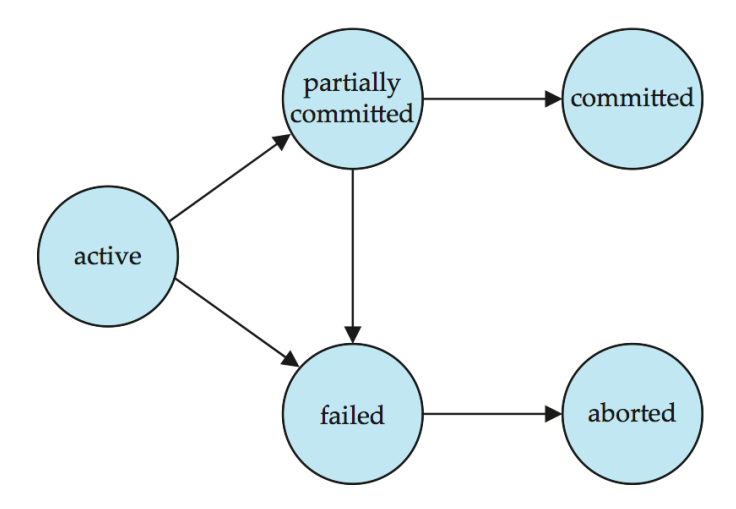 partially
committed
committed
active
failed
aborted